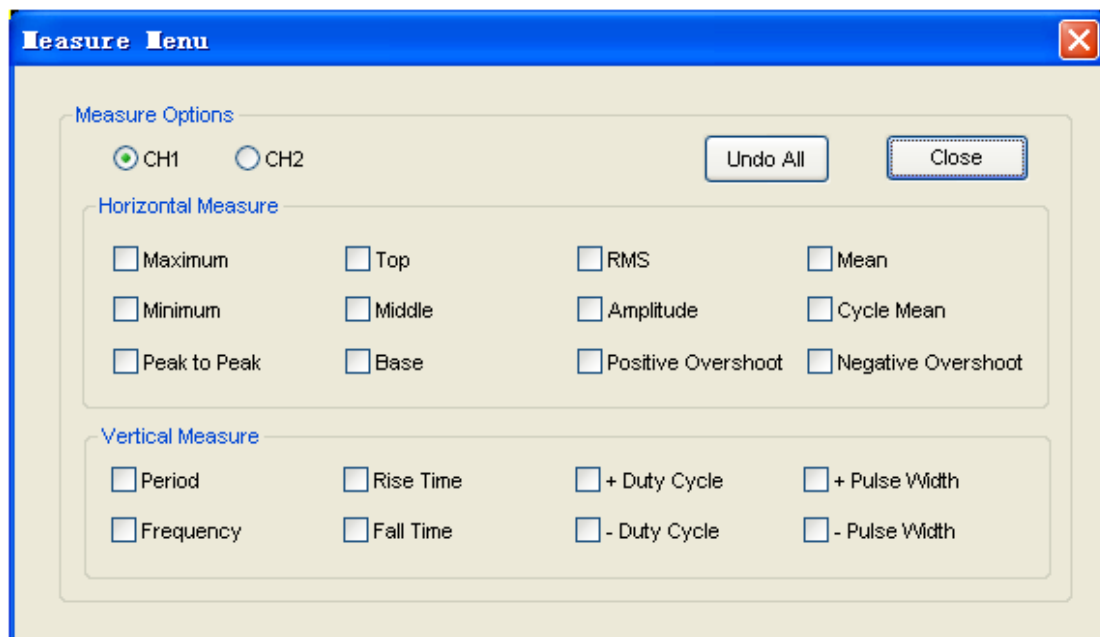 Measure Menu
Measure Options
CH1 CH2 Undo All Close
Horizontal Measure
Maximum Top RMS Mean
Minimum Middle Amplitude Cycle Mean
Peak to Peak Base Positive Overshoot Negative Overshoot
Vertical Measure
Period Rise Time + Duty Cycle + Pulse Width
Frequency Fall Time - Duty Cycle - Pulse Width